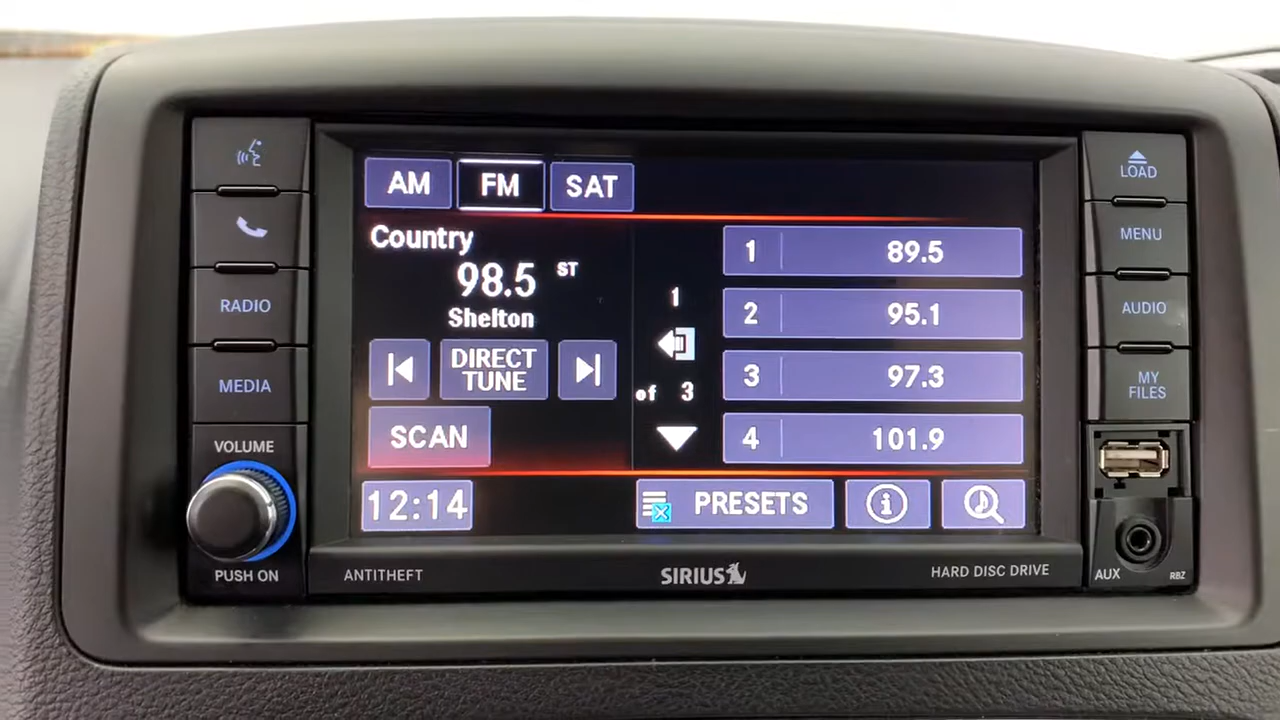 AM FM SAT
Country
98.5 ST
Shelton
DIRECT TUNE
SCAN
12:14
1
of 3
1 89.5
2 95.1
3 97.3
4 101.9
PRESETS
i
RADIO
MEDIA
VOLUME
PUSH ON
LOAD
MENU
AUDIO
MY
FILES
AUX
RBZ
ANTITHEFT
SIRIUS
HARD DISC DRIVE